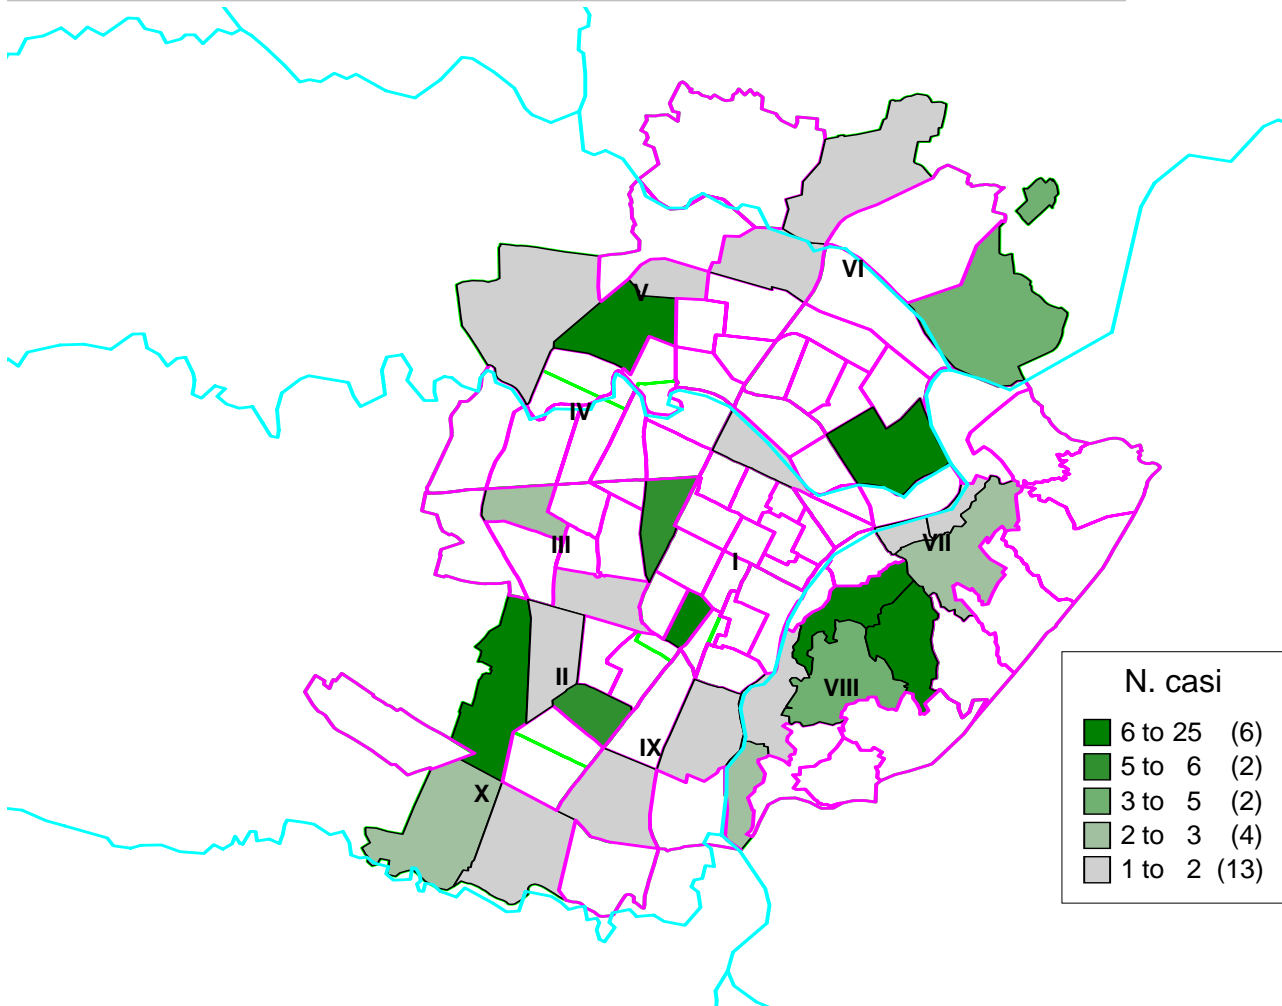 VI
V
IV
III
VII
I
II
VIII
IX
X
N. casi
6 to 25 (6)
5 to 6 (2)
3 to 5 (2)
2 to 3 (4)
1 to 2 (13)